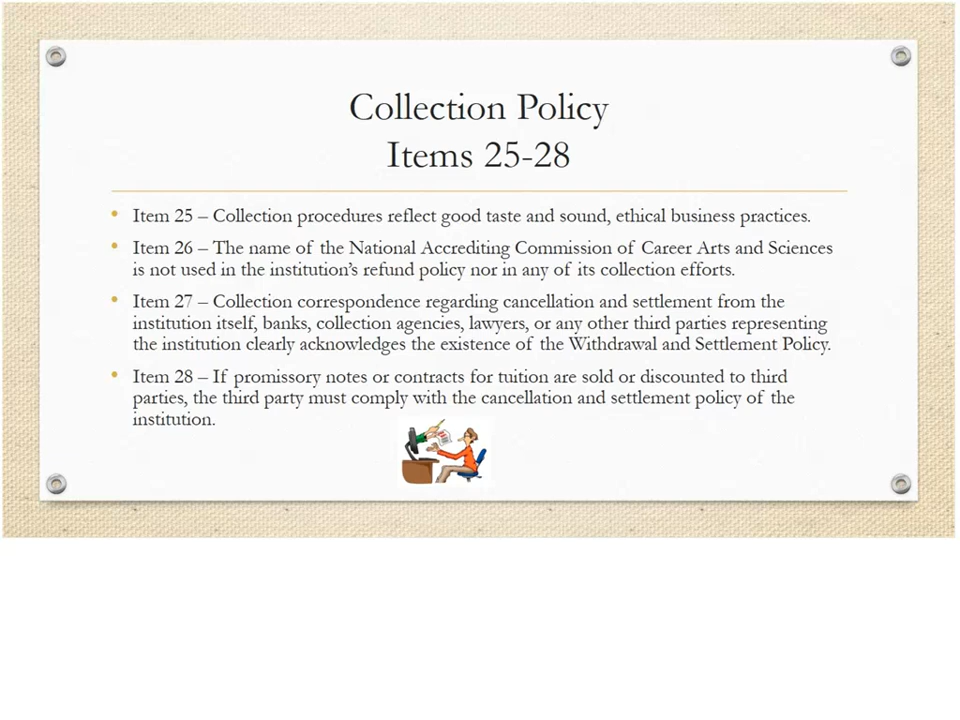 Collection Policy
Items 25-28
• Item 25 – Collection procedures reflect good taste and sound, ethical business practices.
• Item 26 – The name of the National Accrediting Commission of Career Arts and Sciences
is not used in the institution’s refund policy nor in any of its collection efforts.
• Item 27 – Collection correspondence regarding cancellation and settlement from the
institution itself, banks, collection agencies, lawyers, or any other third parties representing
the institution clearly acknowledges the existence of the Withdrawal and Settlement Policy.
• Item 28 – If promissory notes or contracts for tuition are sold or discounted to third
parties, the third party must comply with the cancellation and settlement policy of the
institution.